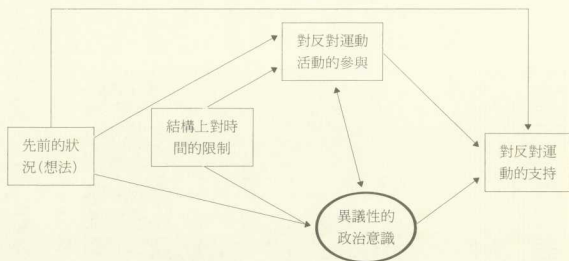 對反對運動
活動的參與
結構上對時
間的限制
先前的狀
況(想法)
對反對運
動的支持
異議性的
政治意識